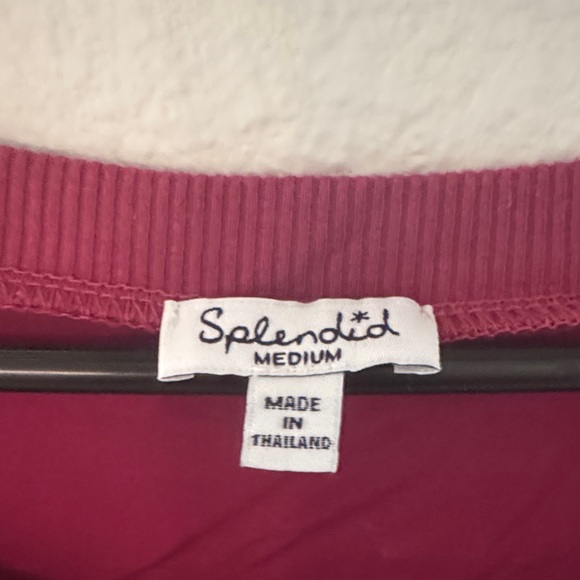 Splendid
MEDIUM
MADE
IN
THAILAND